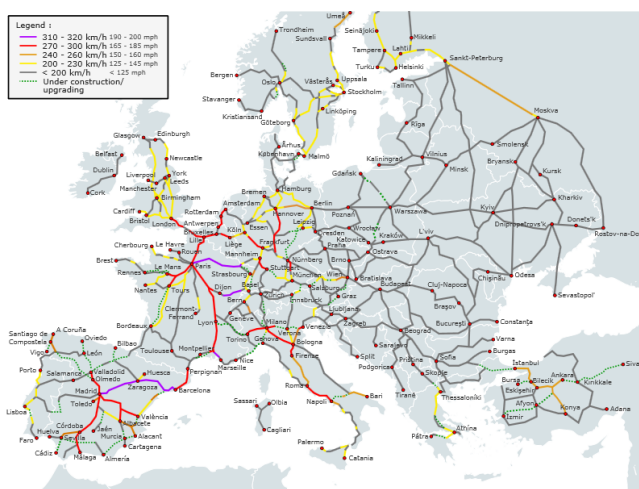 Legend :
310 - 320 km/h 190 - 200 mph
270 - 300 km/h 165 - 185 mph
240 - 260 km/h 150 - 160 mph
200 - 230 km/h 125 - 145 mph
< 200 km/h < 125 mph
Under construction/
upgrading
Umeå
Trondheim
Sundsvall
Seinäjoki
Mikkeli
Tampere
Lahti
Turku
Helsinki
Sankt-Peterburg
Bergen
Oslo
Västerås
Uppsala
Stockholm
Tallinn
Stavanger
Kristiansand
Linköping
Göteborg
Moskva
Riga
Glasgow
Edinburgh
Belfast
Newcastle
Århus
København
Malmö
Kaliningrad
Vilnius
Smolensk
Minsk
Bryansk
Dublin
Liverpool
York
Leeds
Manchester
Cork
Birmingham
Gdańsk
Kursk
Hamburg
Bremen
Amsterdam
Rotterdam
Hannover
Berlin
Poznań
Warszawa
Kharkiv
Cardiff
Bristol
London
Antwerpen
Bruxelles
Lille
Köln
Essen
Liège
Leipzig
Dresden
Wrocław
Kyiv
Dnipropetrovs'k
Donets'k
Rostov-na-Do
Cherbourg
Le Havre
Rouen
Frankfurt
Mannheim
Praha
Katowice
Kraków
Ostrava
L'viv
Brest
Rennes
Le Mans
Paris
Strasbourg
Stuttgart
Nürnberg
München
Brno
Wien
Bratislava
Nantes
Tours
Dijon
Basel
Bern
Zürich
Salzburg
Innsbruck
Graz
Budapest
Cluj-Napoca
Chişinău
Odesa
Clermont-
Ferrand
Genève
Ljubljana
Zagreb
Braşov
Sevastopol'
Bordeaux
Lyon
Torino
Milano
Verona
Venezia
Genova
Bologna
Beograd
Bucureşti
Constanţa
Santiago de
Compostela
A Coruña
Oviedo
Bilbao
Toulouse
Montpellier
Nice
Marseille
Firenze
Split
Sarajevo
Podgorica
Priština
Sofia
Varna
Burgas
Vigo
León
Perpignan
Skopje
Porto
Salamanca
Valladolid
Olmedo
Huesca
Zaragoza
Barcelona
Roma
Napoli
Bari
Tiranë
Thessaloniki
Istanbul
Bursa
Bilecik
Ankara
Kırıkkale
Siva
Eskişehir
Madrid
Toledo
Sassari
Olbia
Cagliari
Afyon
Izmir
Konya
Adana
Lisboa
València
Albacete
Alacant
Murcia
Cartagena
Córdoba
Jaén
Huelva
Sevilla
Faro
Cádiz
Málaga
Almería
Palermo
Catania
Pátra
Athína